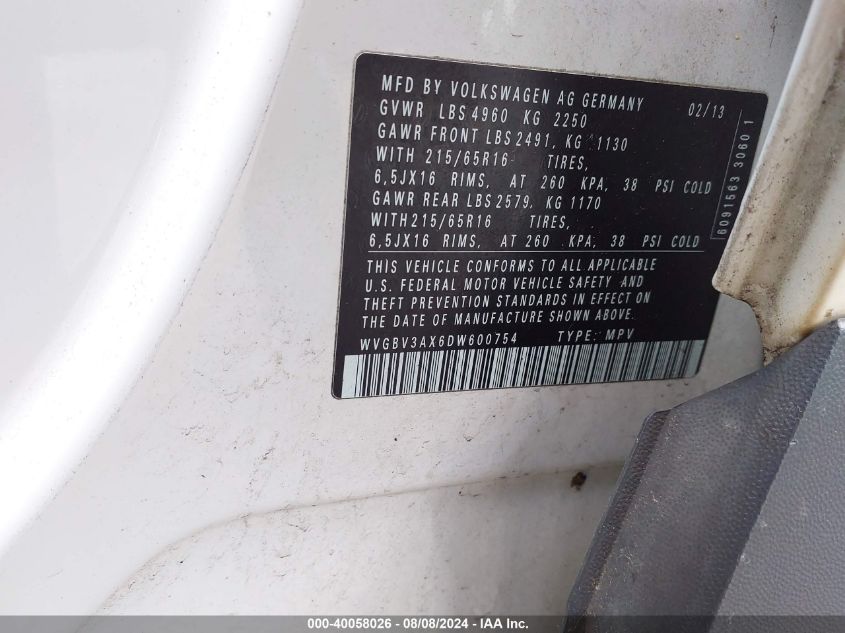 MFD BY VOLKSWAGEN AG GERMANY 02/13
GVWR LBS 4960 KG 2250
GAWR FRONT LBS 2491, KG 1130
WITH 215/65R16 TIRES,
6,5JX16 RIMS, AT 260 KPA, 38 PSI COLD
GAWR REAR LBS 2579, KG 1170
WITH 215/65R16 TIRES,
6,5JX16 RIMS, AT 260 KPA, 38 PSI COLD
THIS VEHICLE CONFORMS TO ALL APPLICABLE
U.S. FEDERAL MOTOR VEHICLE SAFETY AND
THEFT PREVENTION STANDARDS IN EFFECT ON
THE DATE OF MANUFACTURE SHOWN ABOVE.
WVGBV3AX6DW600754 TYPE: MPV
6091563 3060 1
000-40058026 - 08/08/2024 - IAA Inc.